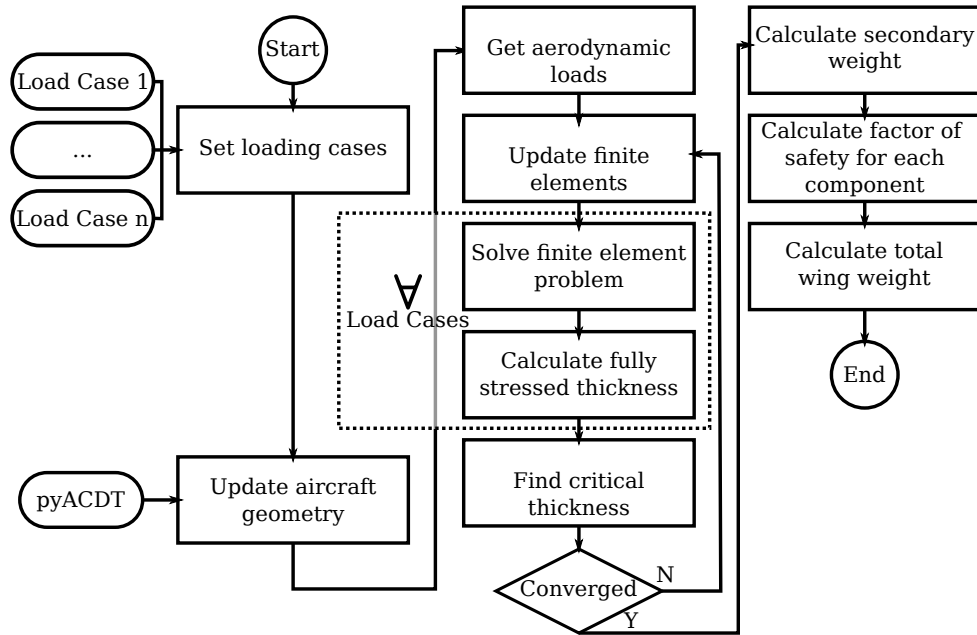 Start
Load Case 1
...
Load Case n
Set loading cases
pyACDT
Update aircraft
geometry
Get aerodynamic
loads
Update finite
elements
∀
Load Cases
Solve finite element
problem
Calculate fully
stressed thickness
Find critical
thickness
Converged
N
Y
Calculate secondary
weight
Calculate factor of
safety for each
component
Calculate total
wing weight
End